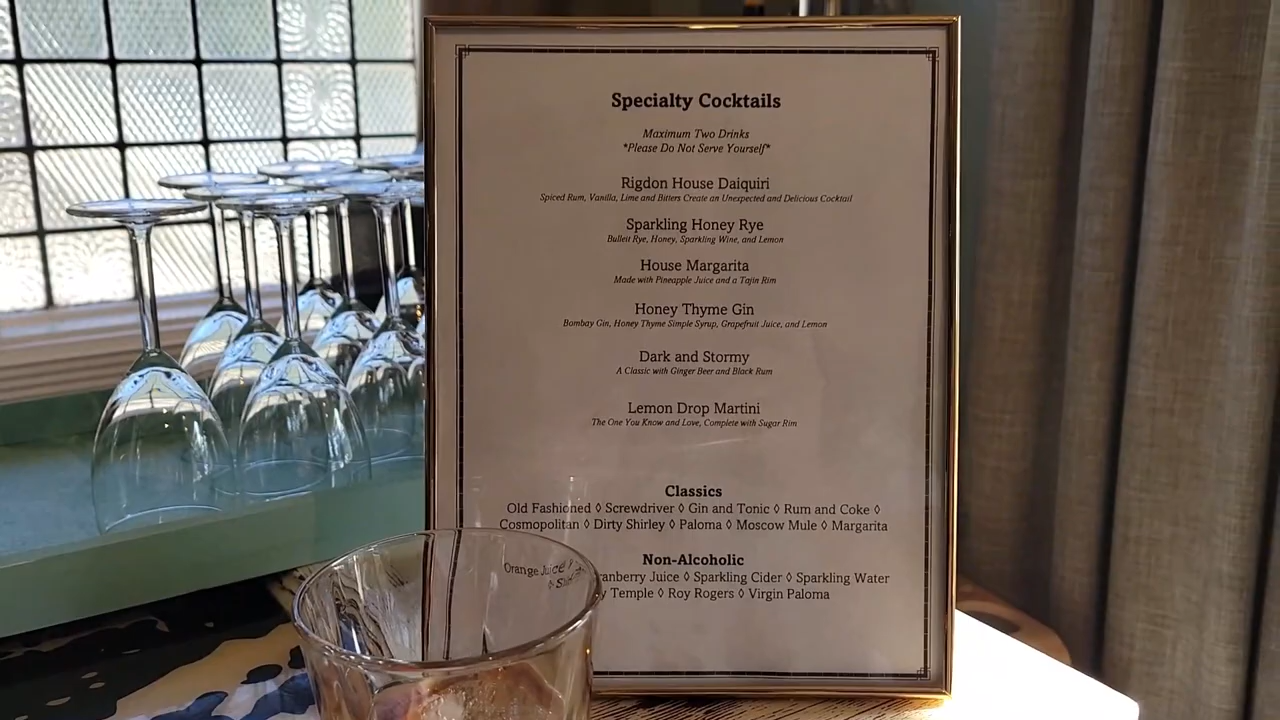 Specialty Cocktails
Maximum Two Drinks
*Please Do Not Serve Yourself*
Rigdon House Daiquiri
Spiced Rum, Vanilla, Lime and Bitters Create an Unexpected and Delicious Cocktail
Sparkling Honey Rye
Bulleit Rye, Honey, Sparkling Wine, and Lemon
House Margarita
Made with Pineapple Juice and a Tajin Rim
Honey Thyme Gin
Bombay Gin, Honey Thyme Simple Syrup, Grapefruit Juice, and Lemon
Dark and Stormy
A Classic with Ginger Beer and Black Rum
Lemon Drop Martini
The One You Know and Love, Complete with Sugar Rim
Classics
Old Fashioned ◊ Screwdriver ◊ Gin and Tonic ◊ Rum and Coke ◊
Cosmopolitan ◊ Dirty Shirley ◊ Paloma ◊ Moscow Mule ◊ Margarita
Non-Alcoholic
Orange Juice ◊ ranberry Juice ◊ Sparkling Cider ◊ Sparkling Water
◊ y Temple ◊ Roy Rogers ◊ Virgin Paloma